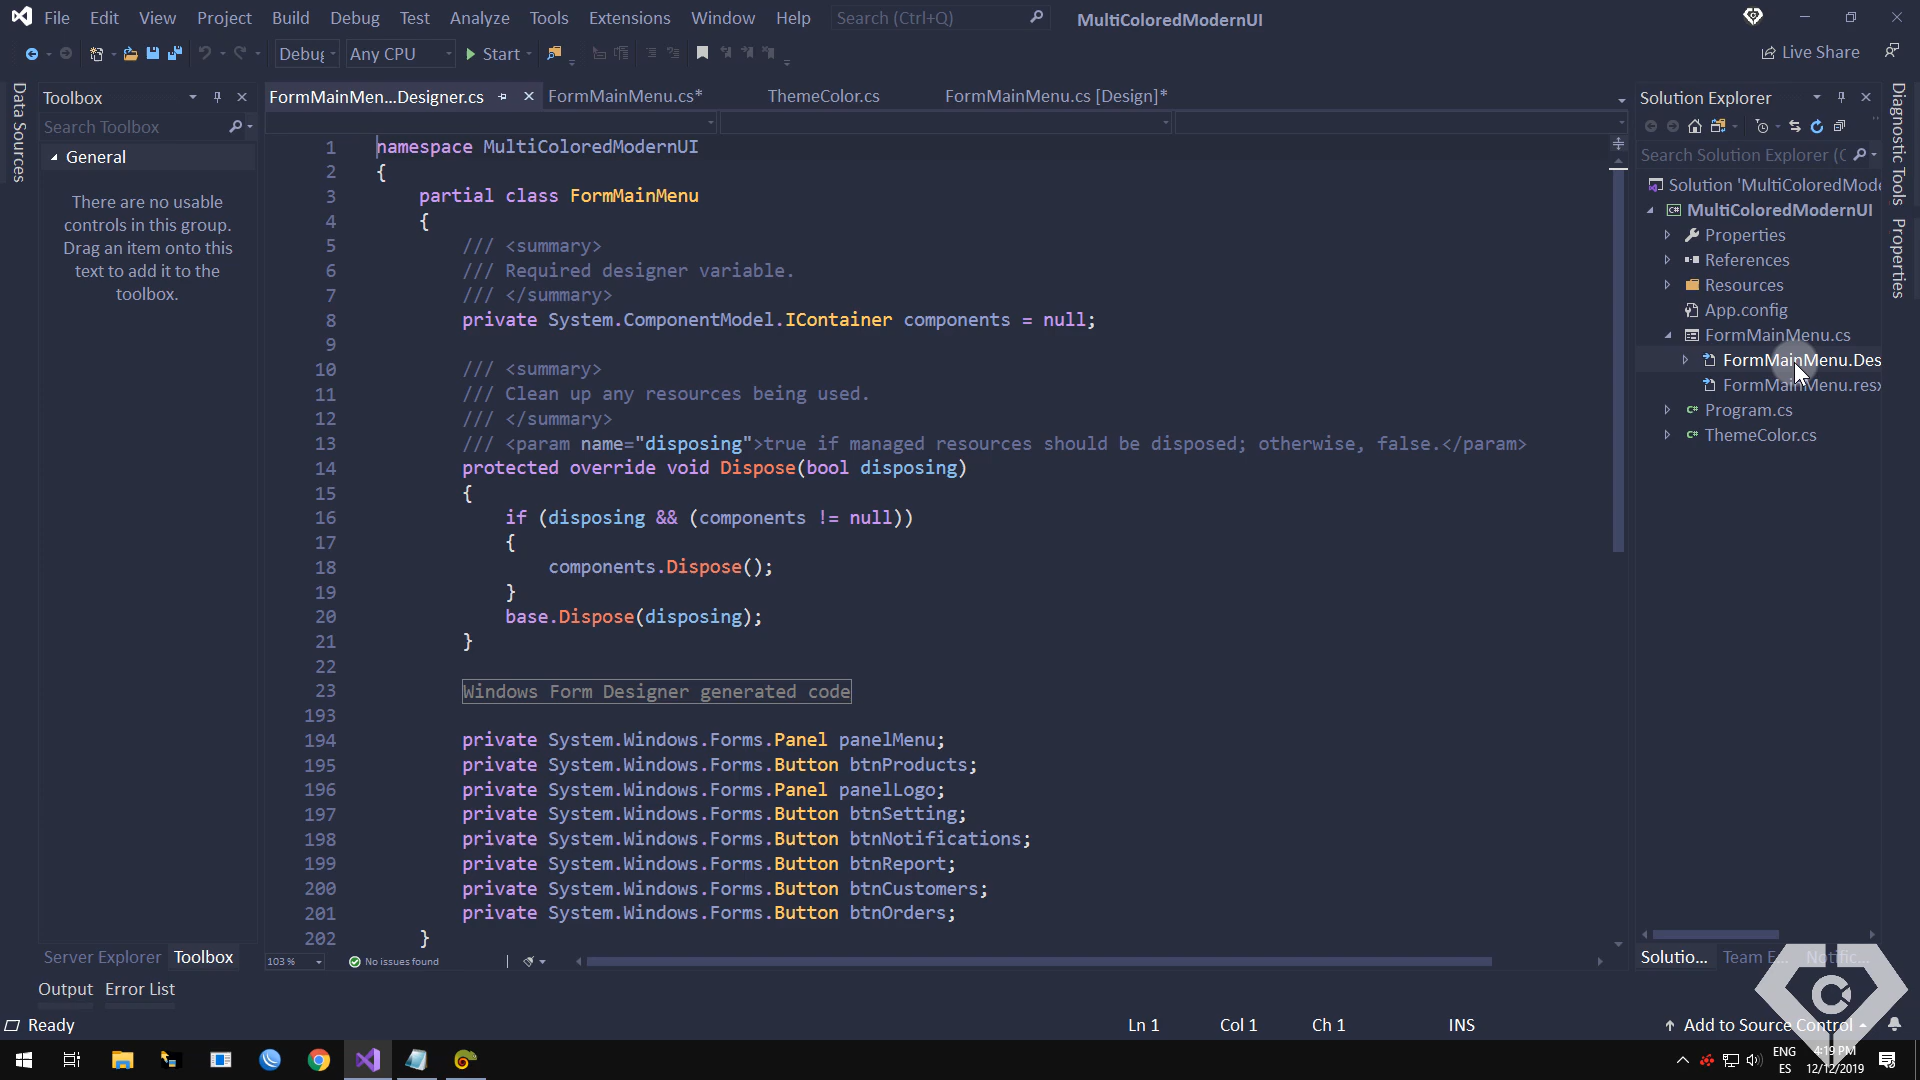 File Edit View Project Build Debug Test Analyze Tools Extensions Window Help Search (Ctrl+Q) MultiColoredModernUI
Debug Any CPU Start Live Share
Data Sources
Toolbox
Search Toolbox
General
There are no usable
controls in this group.
Drag an item onto this
text to add it to the
toolbox.
Server Explorer Toolbox
FormMainMen...Designer.cs FormMainMenu.cs* ThemeColor.cs FormMainMenu.cs [Design]*
1 namespace MultiColoredModernUI
2 {
3 partial class FormMainMenu
4 {
5 /// <summary>
6 /// Required designer variable.
7 /// </summary>
8 private System.ComponentModel.IContainer components = null;
9
10 /// <summary>
11 /// Clean up any resources being used.
12 /// </summary>
13 /// <param name="disposing">true if managed resources should be disposed; otherwise, false.</param>
14 protected override void Dispose(bool disposing)
15 {
16 if (disposing && (components != null))
17 {
18 components.Dispose();
19 }
20 base.Dispose(disposing);
21 }
22
23 Windows Form Designer generated code
193
194 private System.Windows.Forms.Panel panelMenu;
195 private System.Windows.Forms.Button btnProducts;
196 private System.Windows.Forms.Panel panelLogo;
197 private System.Windows.Forms.Button btnSetting;
198 private System.Windows.Forms.Button btnNotifications;
199 private System.Windows.Forms.Button btnReport;
200 private System.Windows.Forms.Button btnCustomers;
201 private System.Windows.Forms.Button btnOrders;
202 }
103 % No issues found
Solution Explorer
Search Solution Explorer (C
Solution 'MultiColoredMode
C# MultiColoredModernUI
Properties
References
Resources
App.config
FormMainMenu.cs
FormMainMenu.Des
FormMainMenu.resx
C# Program.cs
C# ThemeColor.cs
Solutio... Team E... Notific...
Diagnostic Tools
Properties
Output Error List
Ready Ln 1 Col 1 Ch 1 INS Add to Source Control
ENG
ES
4:19 PM
12/12/2019